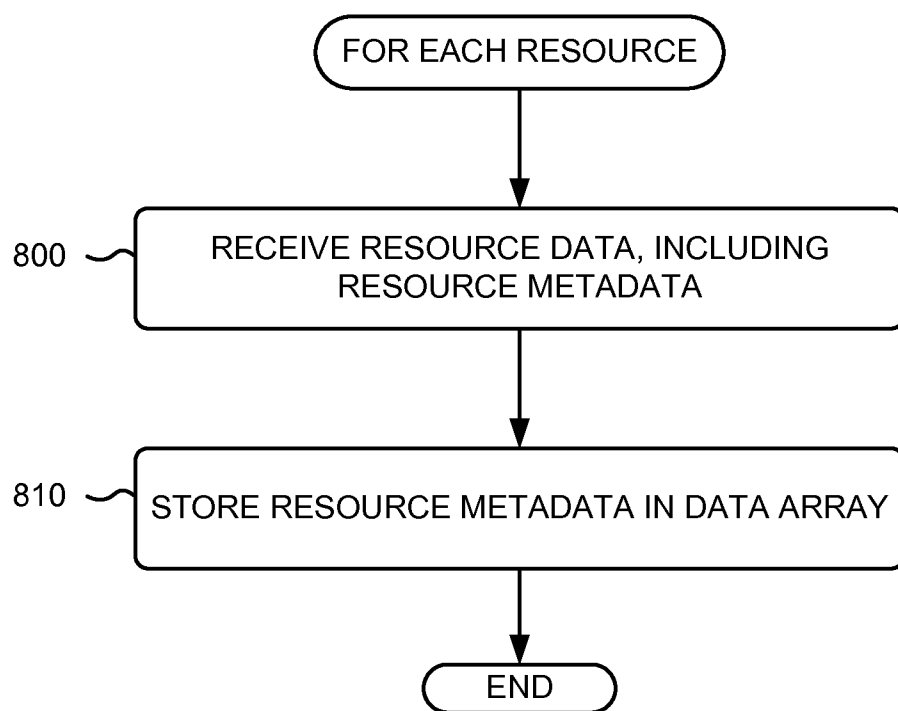 FOR EACH RESOURCE
800
RECEIVE RESOURCE DATA, INCLUDING
RESOURCE METADATA
810
STORE RESOURCE METADATA IN DATA ARRAY
END